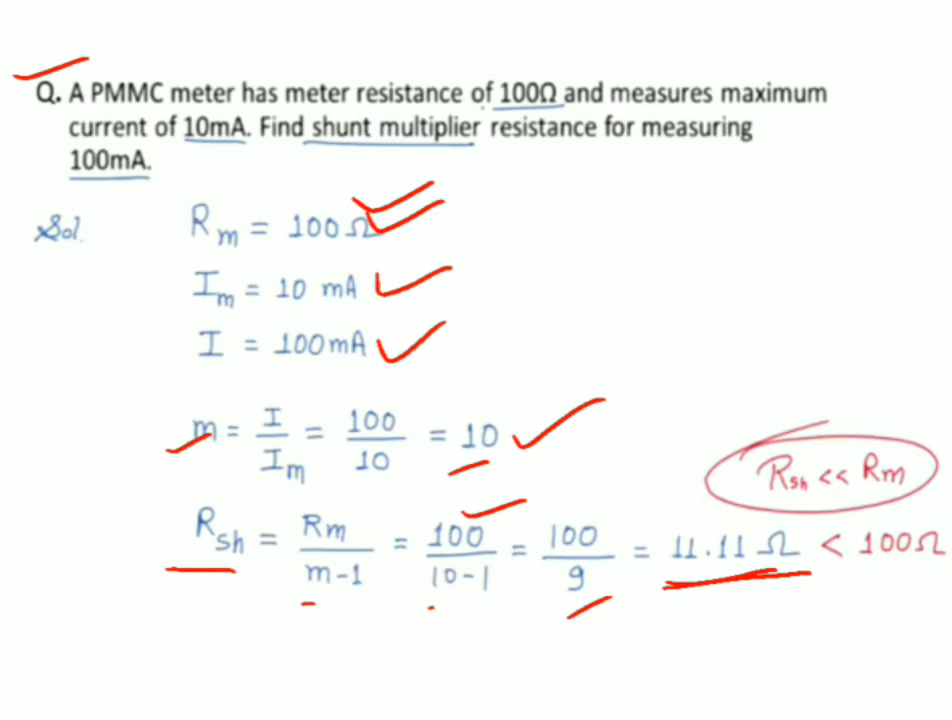 Q. A PMMC meter has meter resistance of 100Ω and measures maximum
current of 10mA. Find shunt multiplier resistance for measuring
100mA.
Sol.
Rm = 100 Ω
Im = 10 mA
I = 100mA
m = I/Im = 100/10 = 10
Rsh << Rm
Rsh = Rm/m-1 = 100/10-1 = 100/9 = 11.11 Ω < 100Ω